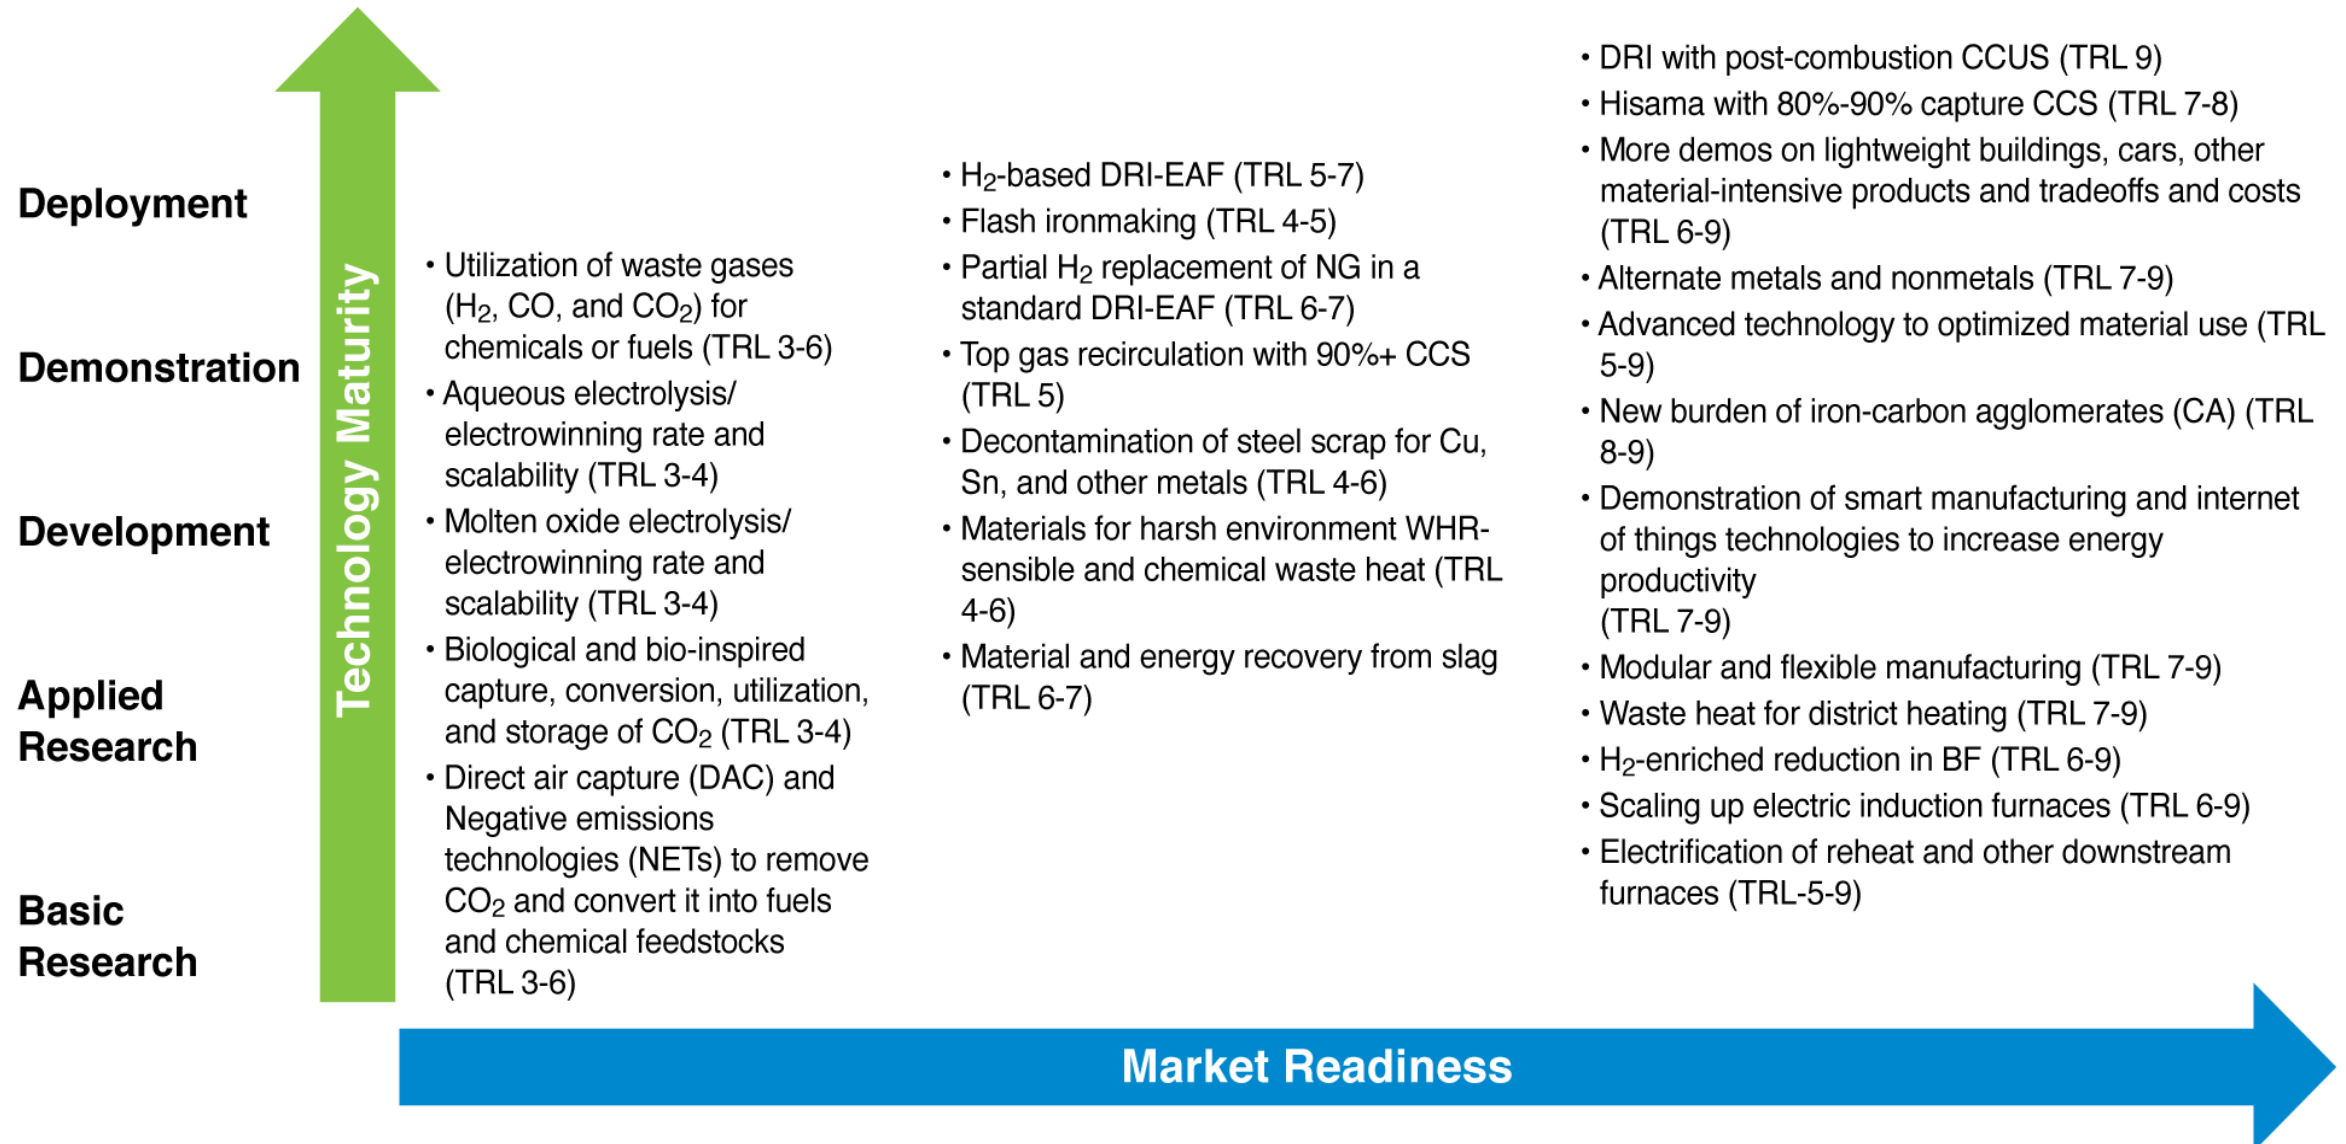 Deployment
Demonstration
Development
Applied
Research
Basic
Research
Technology Maturity
• Utilization of waste gases
(H₂, CO, and CO₂) for
chemicals or fuels (TRL 3-6)
• Aqueous electrolysis/
electrowinning rate and
scalability (TRL 3-4)
• Molten oxide electrolysis/
electrowinning rate and
scalability (TRL 3-4)
• Biological and bio-inspired
capture, conversion, utilization,
and storage of CO₂ (TRL 3-4)
• Direct air capture (DAC) and
Negative emissions
technologies (NETs) to remove
CO₂ and convert it into fuels
and chemical feedstocks
(TRL 3-6)
• H₂-based DRI-EAF (TRL 5-7)
• Flash ironmaking (TRL 4-5)
• Partial H₂ replacement of NG in a
standard DRI-EAF (TRL 6-7)
• Top gas recirculation with 90%+ CCS
(TRL 5)
• Decontamination of steel scrap for Cu,
Sn, and other metals (TRL 4-6)
• Materials for harsh environment WHR-
sensible and chemical waste heat (TRL
4-6)
• Material and energy recovery from slag
(TRL 6-7)
• DRI with post-combustion CCUS (TRL 9)
• Hisama with 80%-90% capture CCS (TRL 7-8)
• More demos on lightweight buildings, cars, other
material-intensive products and tradeoffs and costs
(TRL 6-9)
• Alternate metals and nonmetals (TRL 7-9)
• Advanced technology to optimized material use (TRL
5-9)
• New burden of iron-carbon agglomerates (CA) (TRL
8-9)
• Demonstration of smart manufacturing and internet
of things technologies to increase energy
productivity
(TRL 7-9)
• Modular and flexible manufacturing (TRL 7-9)
• Waste heat for district heating (TRL 7-9)
• H₂-enriched reduction in BF (TRL 6-9)
• Scaling up electric induction furnaces (TRL 6-9)
• Electrification of reheat and other downstream
furnaces (TRL-5-9)
Market Readiness